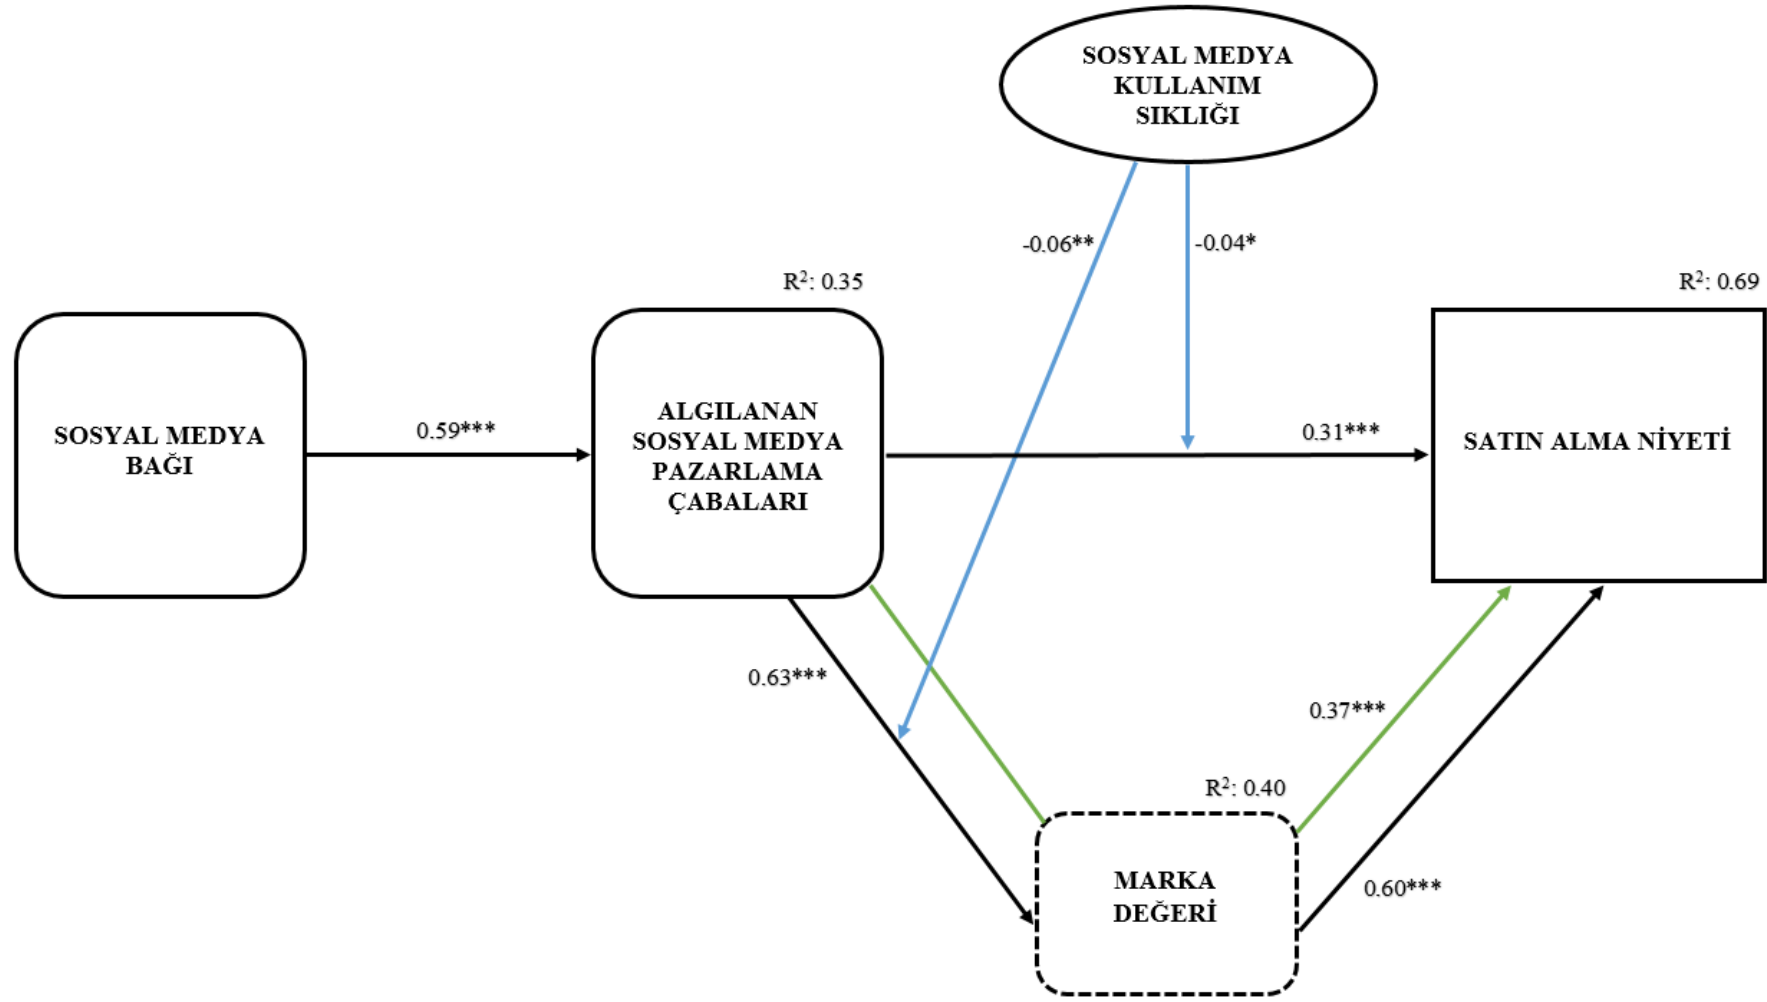 SOSYAL MEDYA
KULLANIM
SIKLIĞI
-0.06**
-0.04*
R²: 0.35
R²: 0.69
SOSYAL MEDYA
BAĞI
0.59***
ALGILANAN
SOSYAL MEDYA
PAZARLAMA
ÇABALARI
0.31***
SATIN ALMA NİYETİ
0.63***
0.37***
R²: 0.40
MARKA
DEĞERİ
0.60***